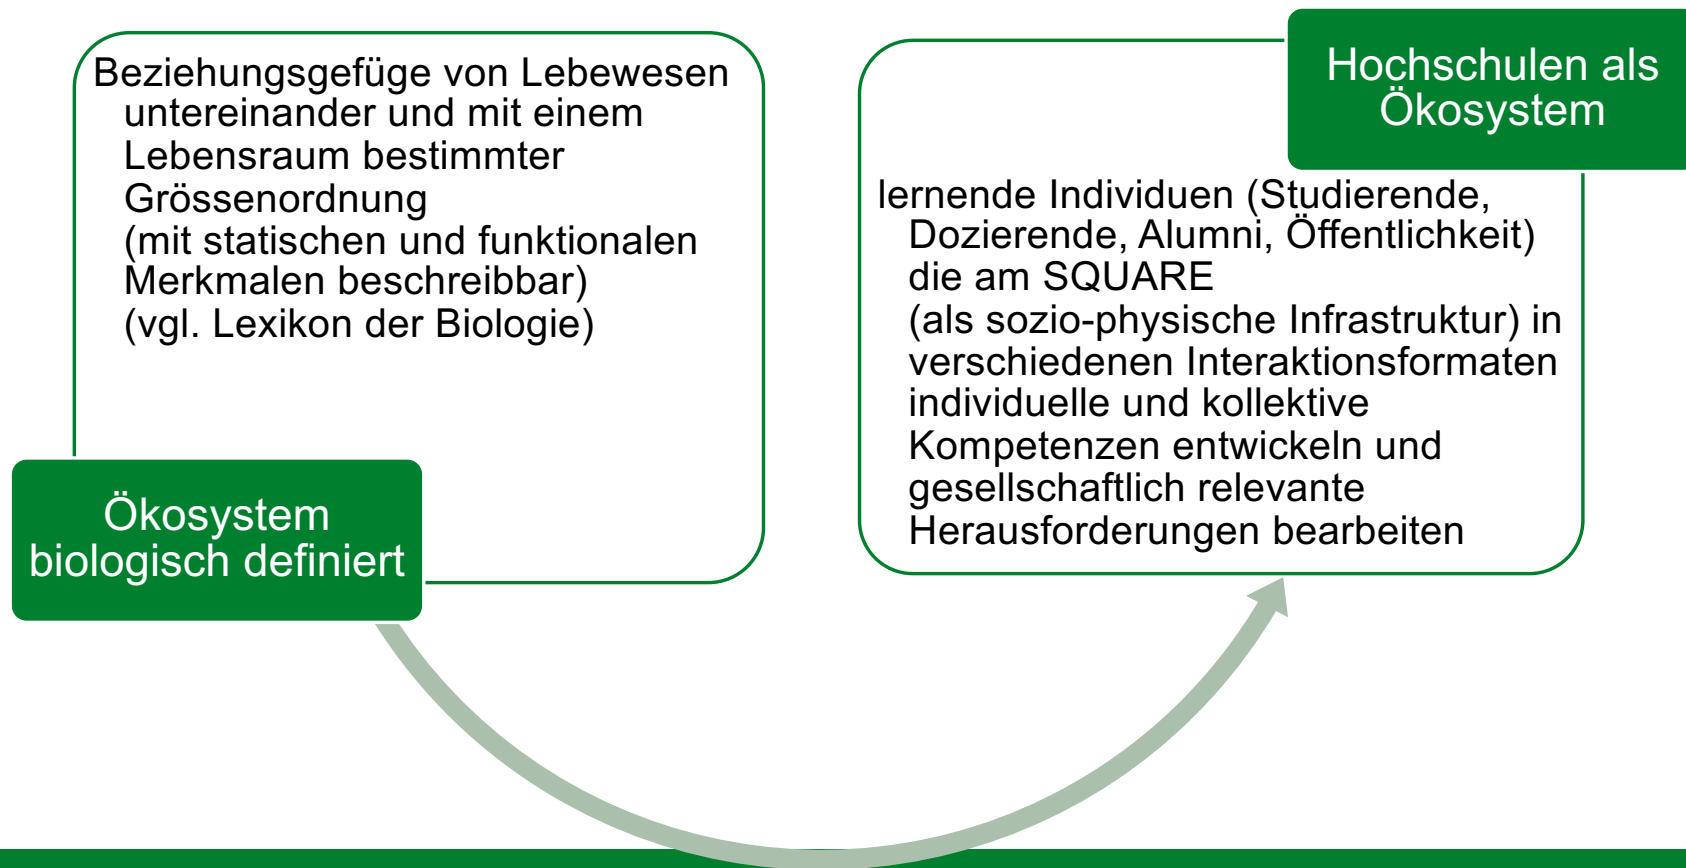 Beziehungsgefüge von Lebewesen
untereinander und mit einem
Lebensraum bestimmter
Grössenordnung
(mit statischen und funktionalen
Merkmalen beschreibbar)
(vgl. Lexikon der Biologie)
Ökosystem
biologisch definiert
Hochschulen als
Ökosystem
lernende Individuen (Studierende,
Dozierende, Alumni, Öffentlichkeit)
die am SQUARE
(als sozio-physische Infrastruktur) in
verschiedenen Interaktionsformaten
individuelle und kollektive
Kompetenzen entwickeln und
gesellschaftlich relevante
Herausforderungen bearbeiten